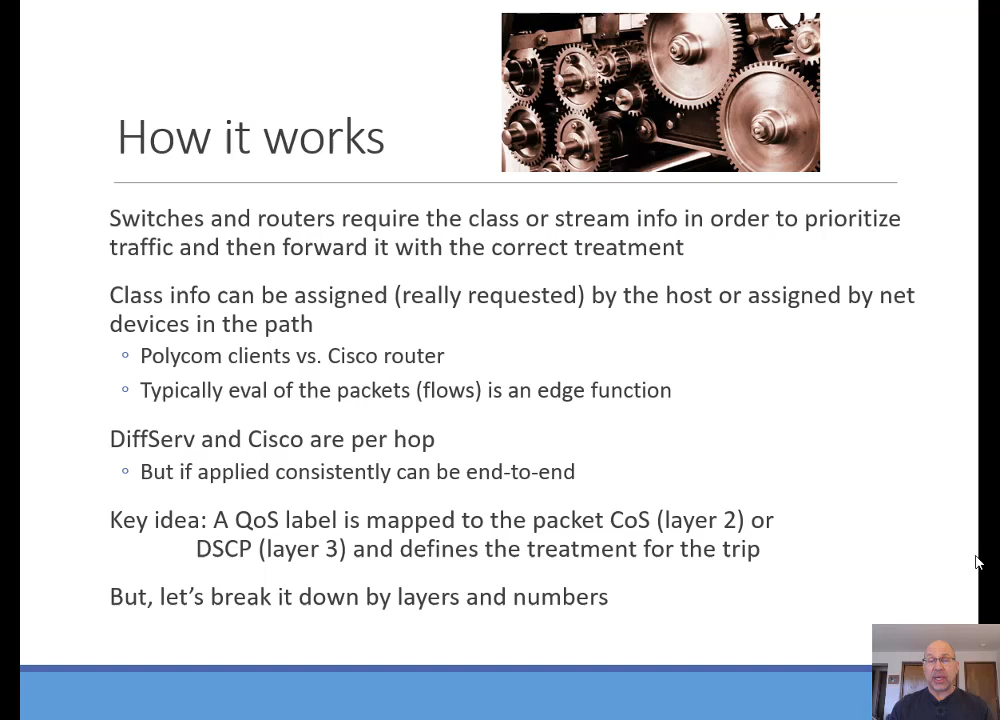 How it works
Switches and routers require the class or stream info in order to prioritize
traffic and then forward it with the correct treatment
Class info can be assigned (really requested) by the host or assigned by net
devices in the path
◦ Polycom clients vs. Cisco router
◦ Typically eval of the packets (flows) is an edge function
DiffServ and Cisco are per hop
◦ But if applied consistently can be end-to-end
Key idea: A QoS label is mapped to the packet CoS (layer 2) or
DSCP (layer 3) and defines the treatment for the trip
But, let’s break it down by layers and numbers